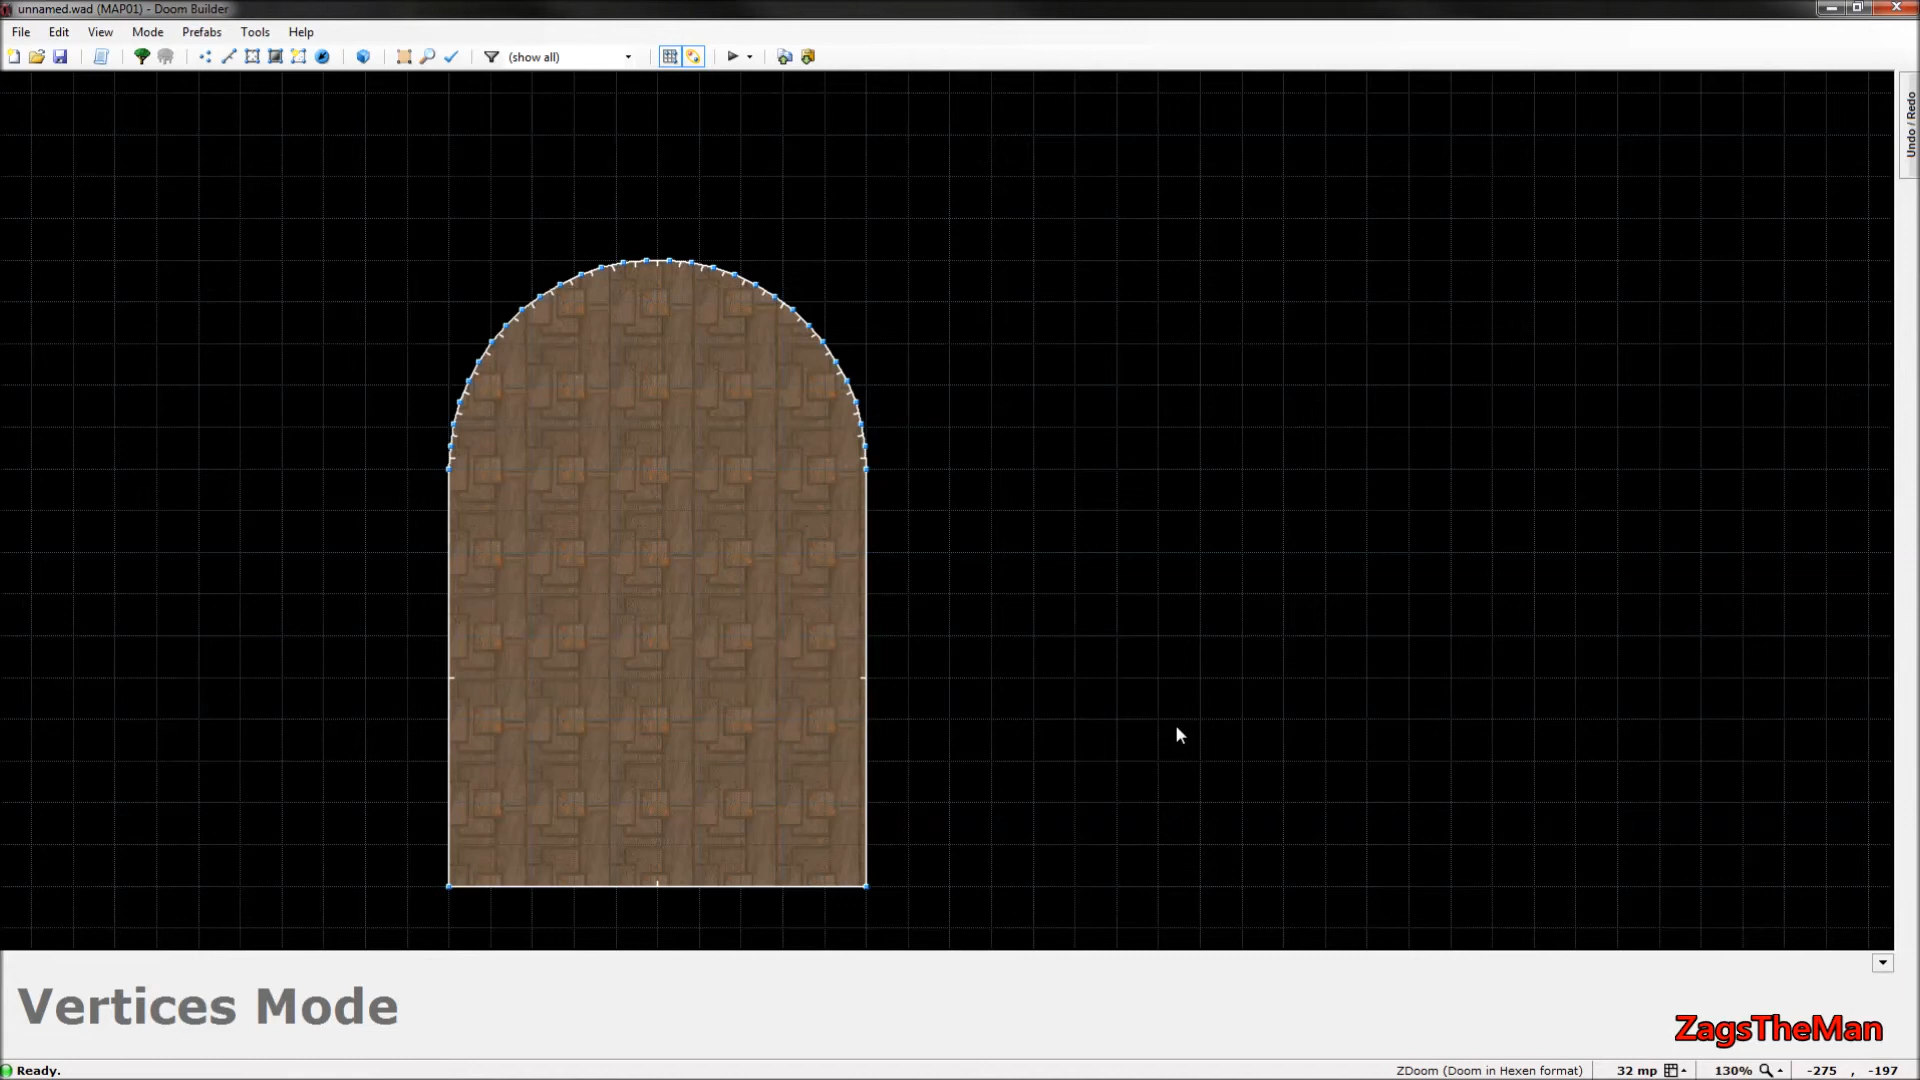 unnamed.wad (MAP01) - Doom Builder
File Edit View Mode Prefabs Tools Help
(show all)
Undo / Redo
Vertices Mode
ZagsTheMan
Ready.
ZDoom (Doom in Hexen format) 32 mp 130% -275 , -197